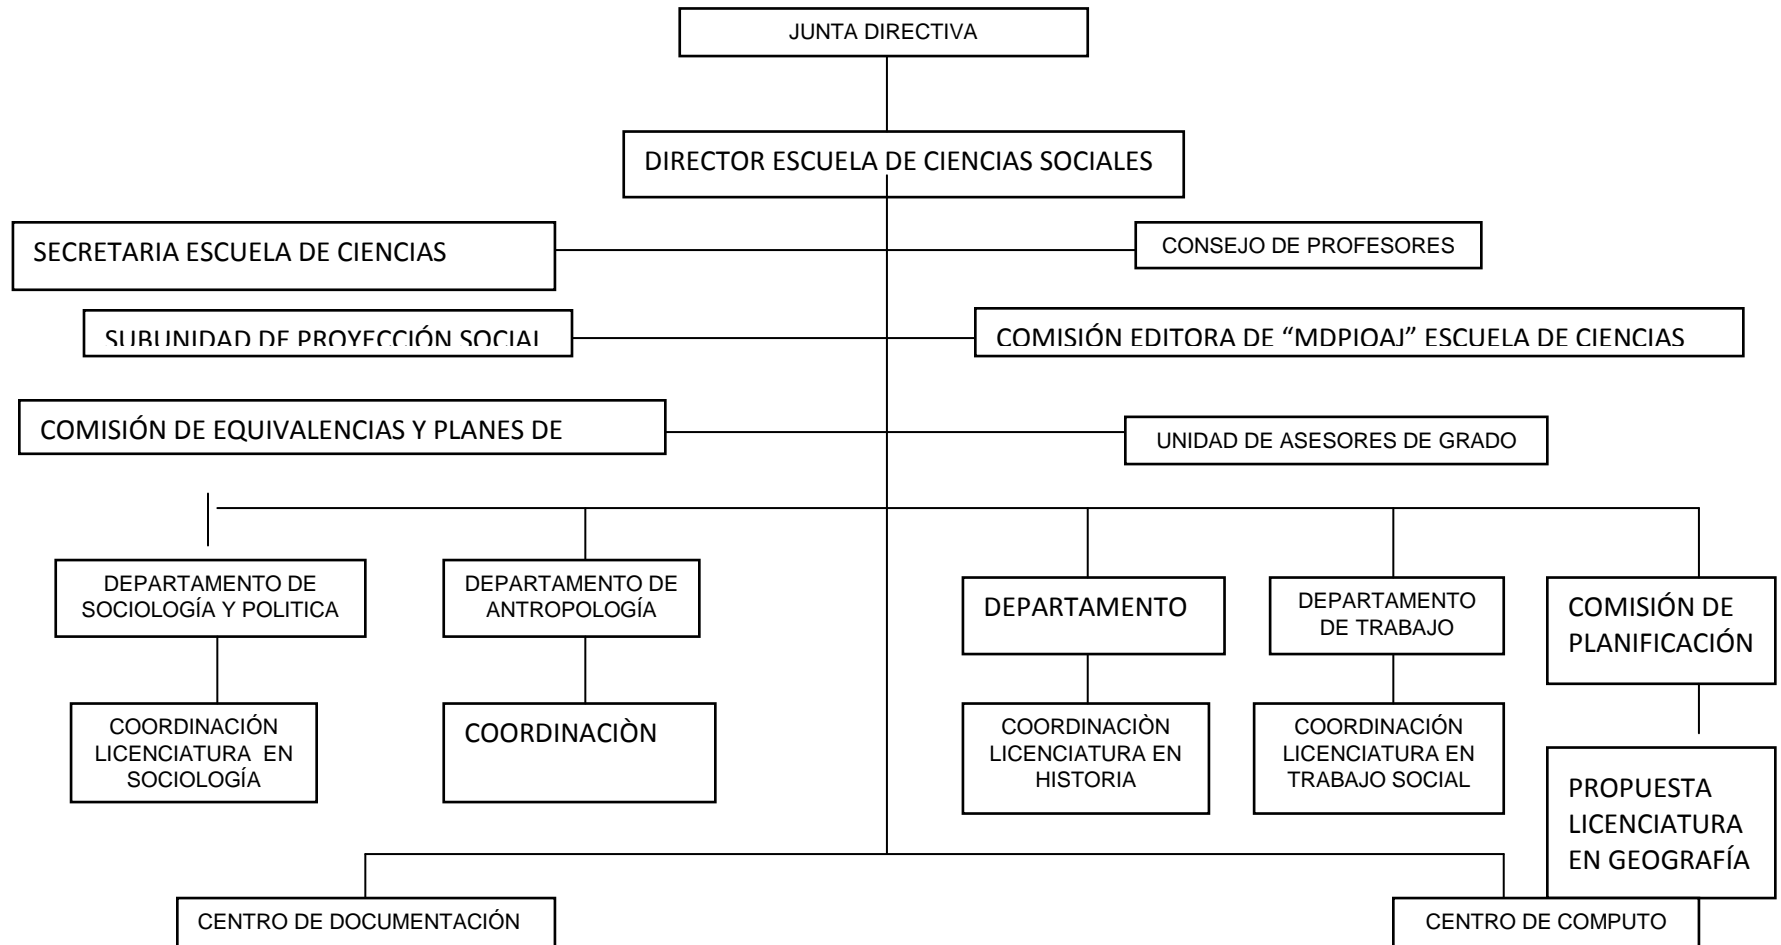 JUNTA DIRECTIVA
DIRECTOR ESCUELA DE CIENCIAS SOCIALES
SECRETARIA ESCUELA DE CIENCIAS
CONSEJO DE PROFESORES
SUBUNIDAD DE PROYECCIÓN SOCIAL
COMISIÓN EDITORA DE “MDPIOAJ” ESCUELA DE CIENCIAS
COMISIÓN DE EQUIVALENCIAS Y PLANES DE
UNIDAD DE ASESORES DE GRADO
DEPARTAMENTO DE
SOCIOLOGÍA Y POLITICA
DEPARTAMENTO DE
ANTROPOLOGÍA
DEPARTAMENTO
DEPARTAMENTO
DE TRABAJO
COMISIÓN DE
PLANIFICACIÓN
COORDINACIÓN
LICENCIATURA EN
SOCIOLOGÍA
COORDINACIÒN
COORDINACIÒN
LICENCIATURA EN
HISTORIA
COORDINACIÓN
LICENCIATURA EN
TRABAJO SOCIAL
PROPUESTA
LICENCIATURA
EN GEOGRAFÍA
CENTRO DE DOCUMENTACIÓN
CENTRO DE COMPUTO